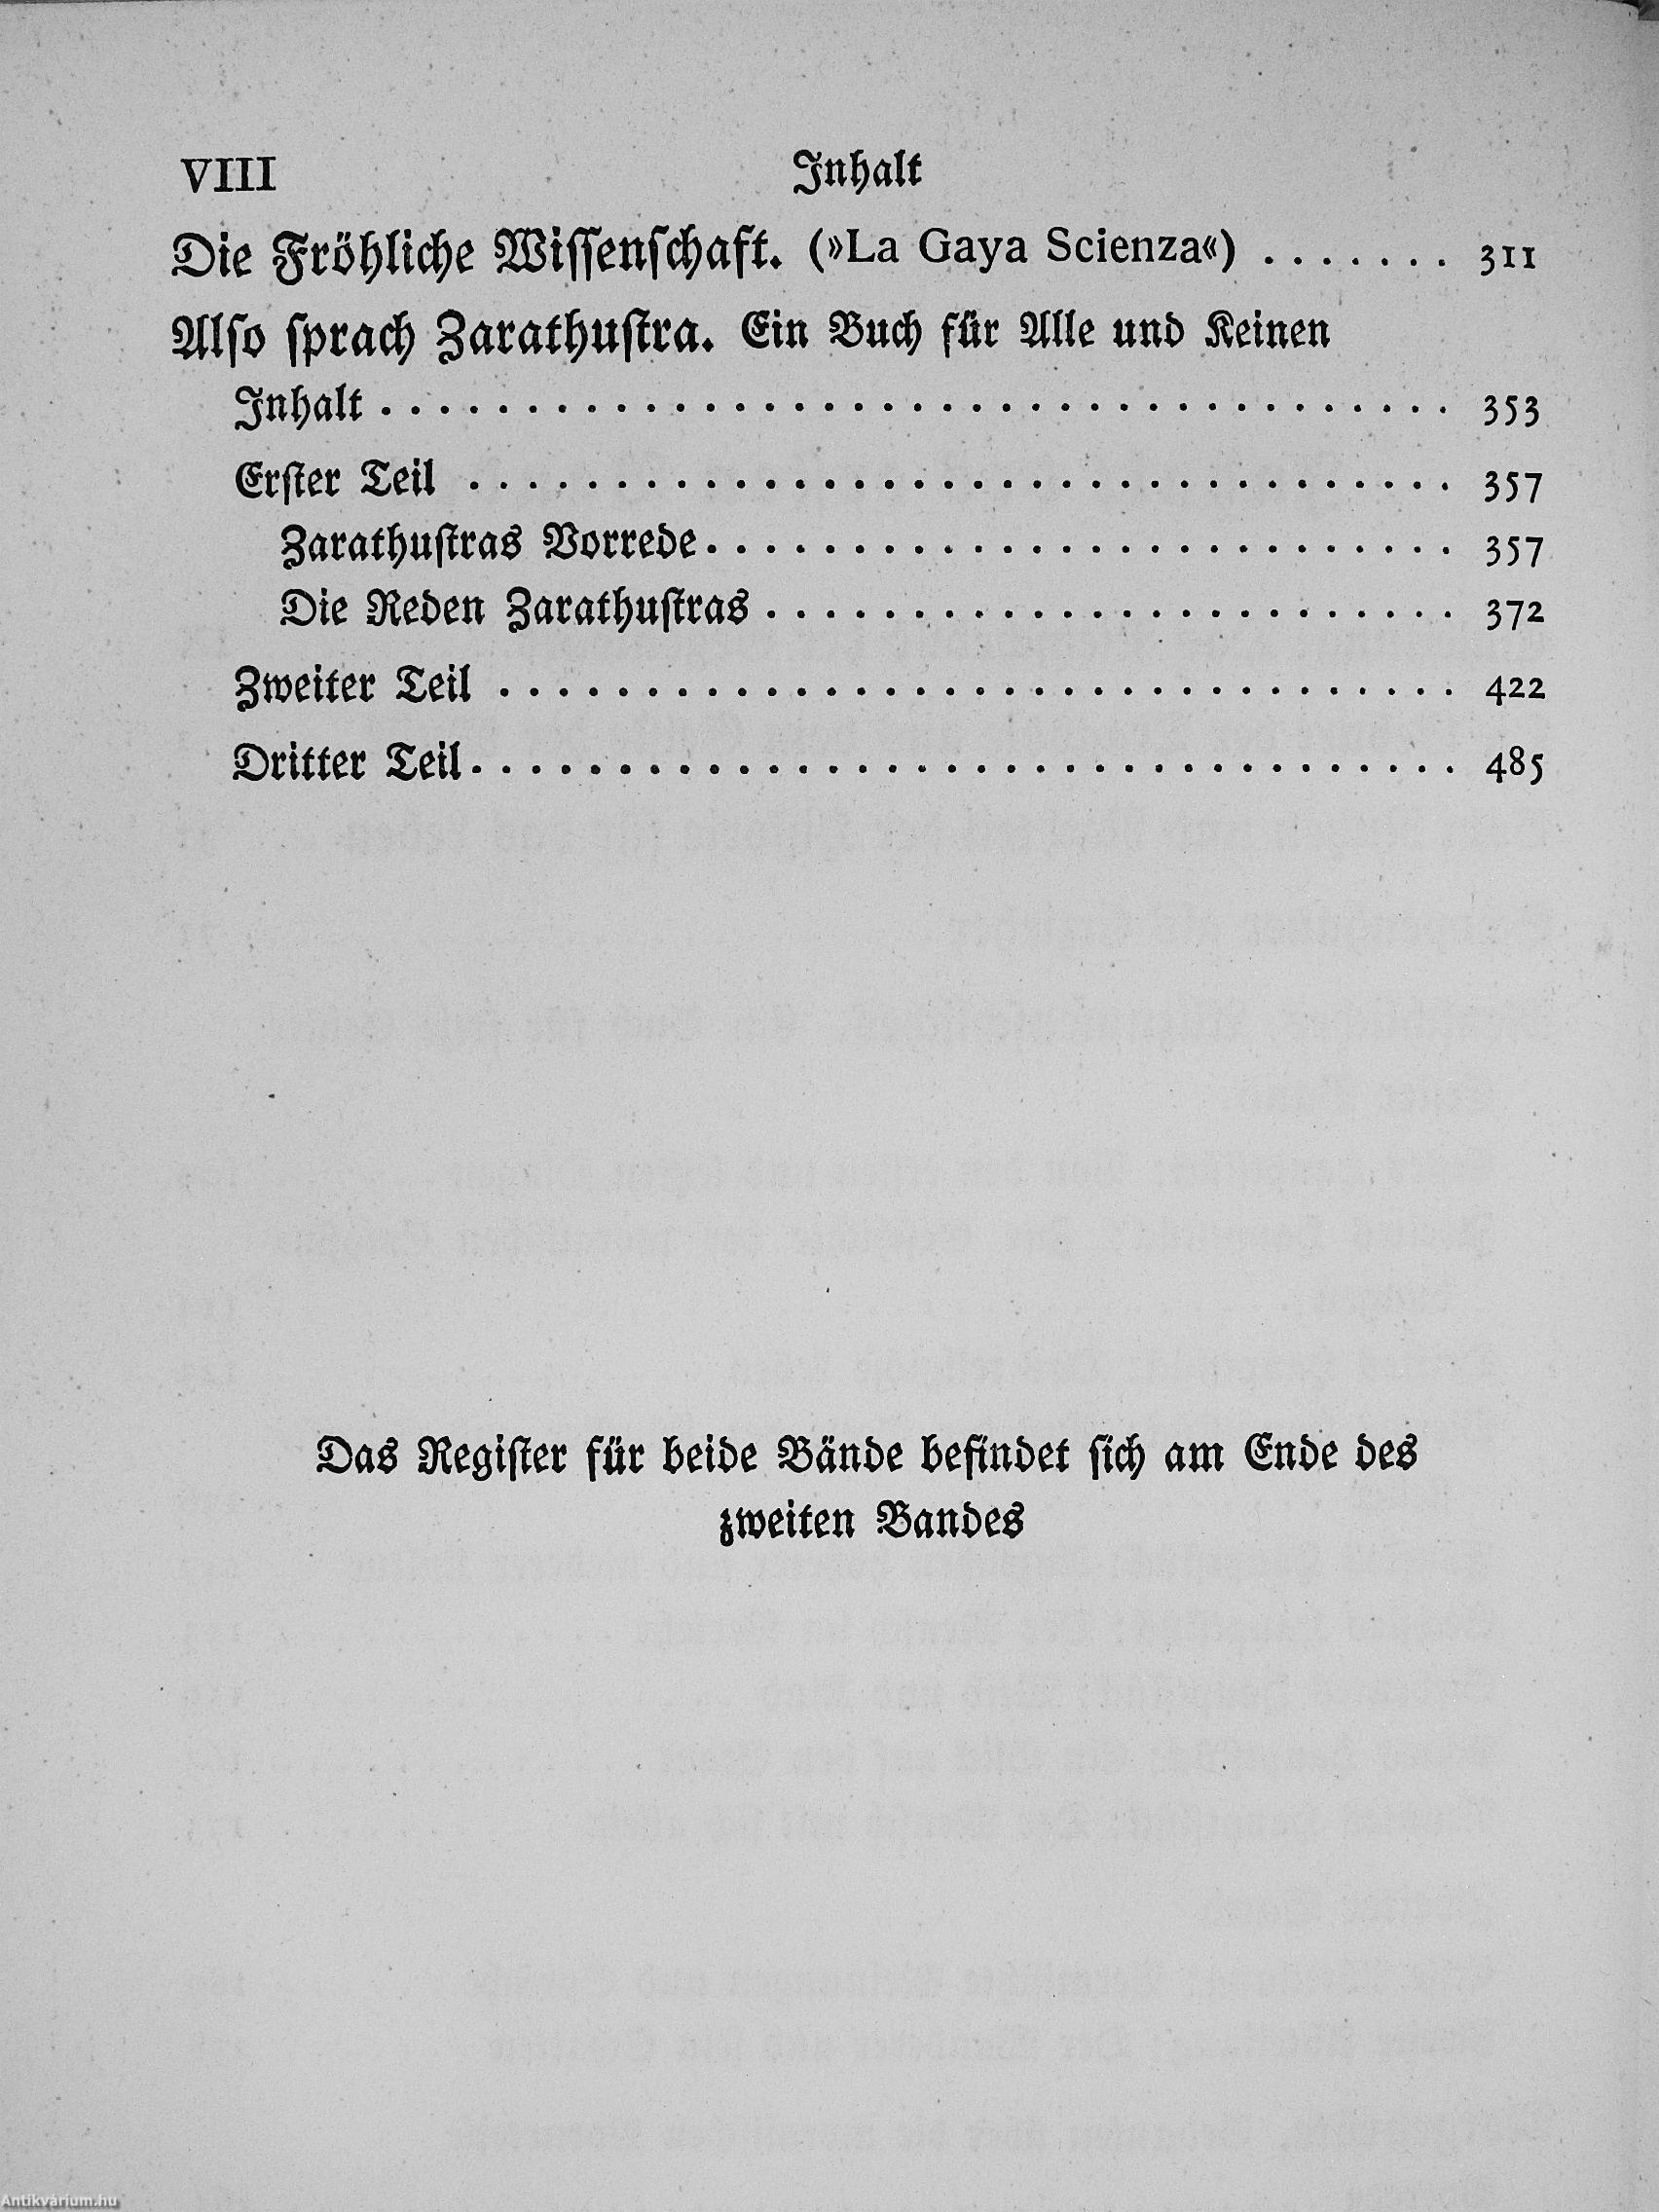 VIII Inhalt
Die Fröhliche Wiſſenſchaft. (»La Gaya Scienza«) . . . . . . . 311
Alſo ſprach Zarathuſtra. Ein Buch für Alle und Keinen
Inhalt . . . . . . . . . . . . . . . . . . . . . . . . . . . . . . . . . . . . . 353
Erſter Teil . . . . . . . . . . . . . . . . . . . . . . . . . . . . . . . . . . 357
Zarathuſtras Vorrede . . . . . . . . . . . . . . . . . . . . . . . . . . 357
Die Reden Zarathuſtras . . . . . . . . . . . . . . . . . . . . . . . . 372
Zweiter Teil . . . . . . . . . . . . . . . . . . . . . . . . . . . . . . . . . 422
Dritter Teil . . . . . . . . . . . . . . . . . . . . . . . . . . . . . . . . . . 485
Das Regiſter für beide Bände befindet ſich am Ende des
zweiten Bandes
Antikvárium.hu